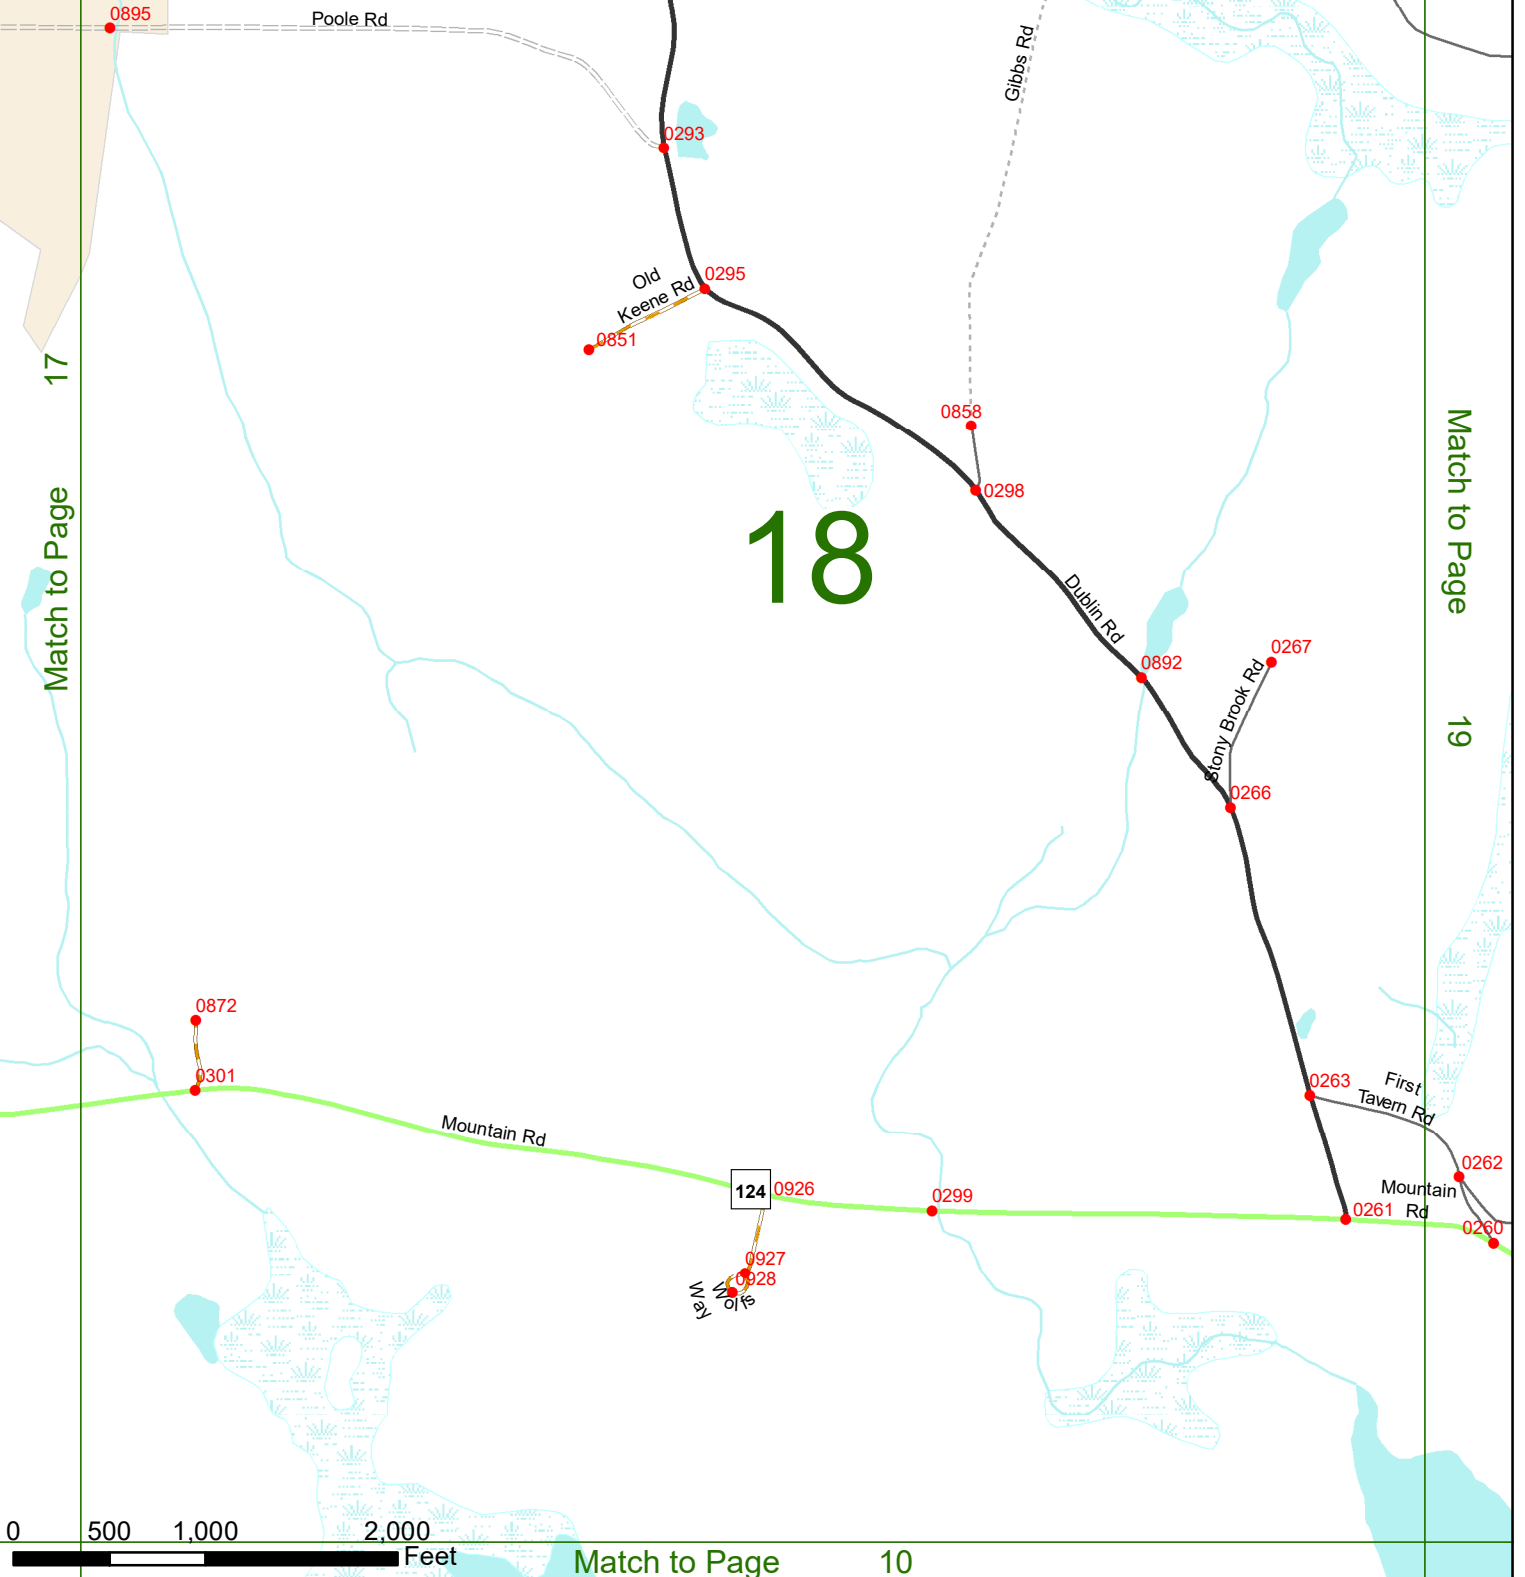 0895
Poole Rd
Gibbs Rd
0293
Old
Keene Rd
0295
0851
17
Match to Page
0858
0298
18
Dublin Rd
Match to Page
19
0892
0267
Stony Brook Rd
0266
0872
0301
Mountain Rd
0263
First
Tavern Rd
0262
124
0926
0299
Mountain
Rd
0261
0260
0927
0928
Wolfs
Way
0
500
1,000
2,000
Feet
Match to Page
10